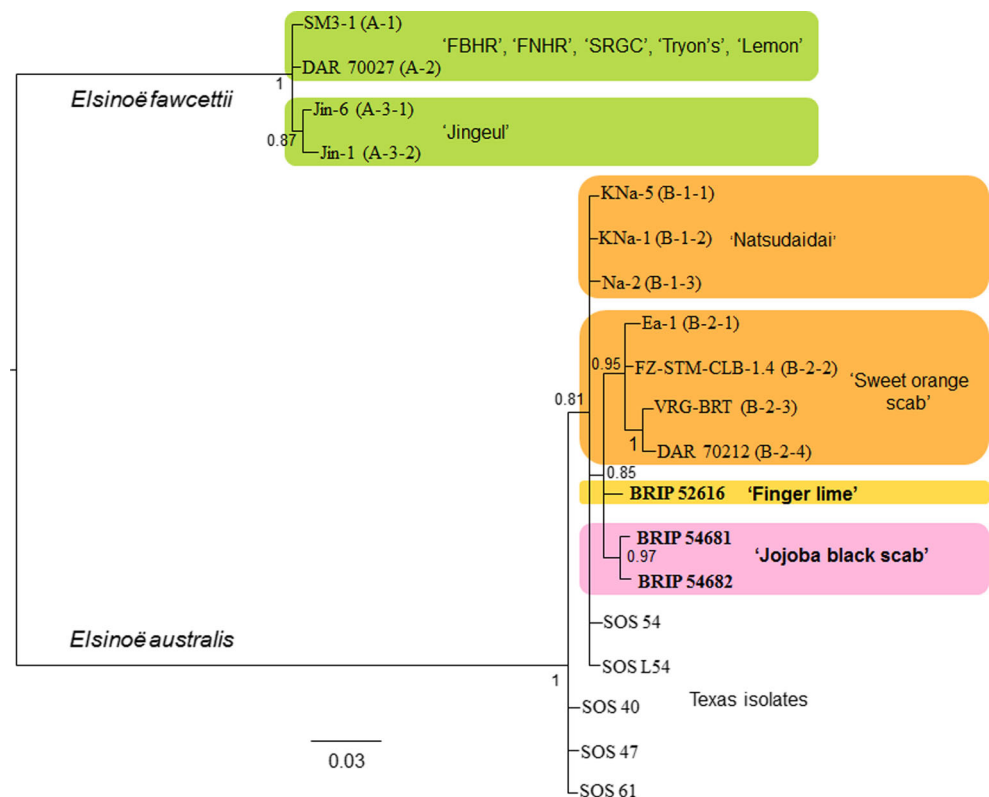 SM3-1 (A-1)
'FBHR', 'FNHR', 'SRGC', 'Tryon's', 'Lemon'
DAR 70027 (A-2)
1
Elsinoë fawcettii
Jin-6 (A-3-1)
'Jingeul'
0.87
Jin-1 (A-3-2)
KNa-5 (B-1-1)
KNa-1 (B-1-2)
'Natsudaidai'
Na-2 (B-1-3)
Ea-1 (B-2-1)
0.95
FZ-STM-CLB-1.4 (B-2-2)
'Sweet orange
scab'
0.81
VRG-BRT (B-2-3)
1
DAR 70212 (B-2-4)
0.85
BRIP 52616
'Finger lime'
BRIP 54681
0.97
'Jojoba black scab'
BRIP 54682
SOS 54
Elsinoë australis
SOS L54
1
Texas isolates
SOS 40
SOS 47
0.03
SOS 61